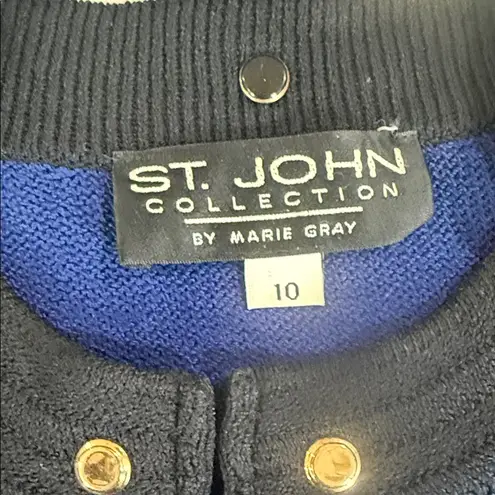 ST. JOHN
COLLECTION
BY MARIE GRAY
10